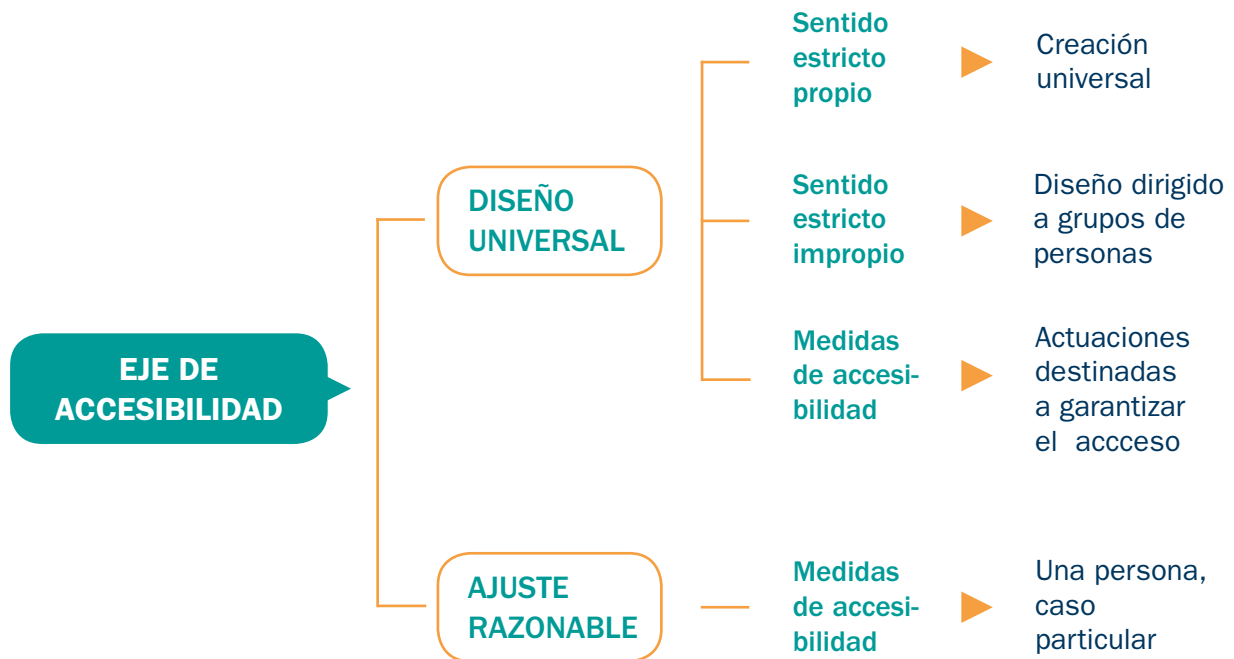 EJE DE
ACCESIBILIDAD
DISEÑO
UNIVERSAL
Sentido
estricto
propio
Creación
universal
Sentido
estricto
impropio
Diseño dirigido
a grupos de
personas
Medidas
de accesi-
bilidad
Actuaciones
destinadas
a garantizar
el accceso
AJUSTE
RAZONABLE
Medidas
de accesi-
bilidad
Una persona,
caso
particular